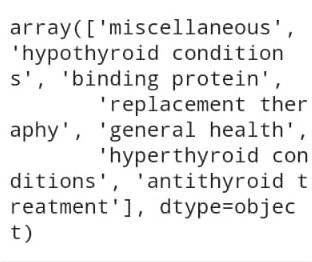 array(['miscellaneous',
'hypothyroid condition
s', 'binding protein',
'replacement ther
aphy', 'general health',
'hyperthyroid con
ditions', 'antithyroid t
reatment'], dtype=objec
t)